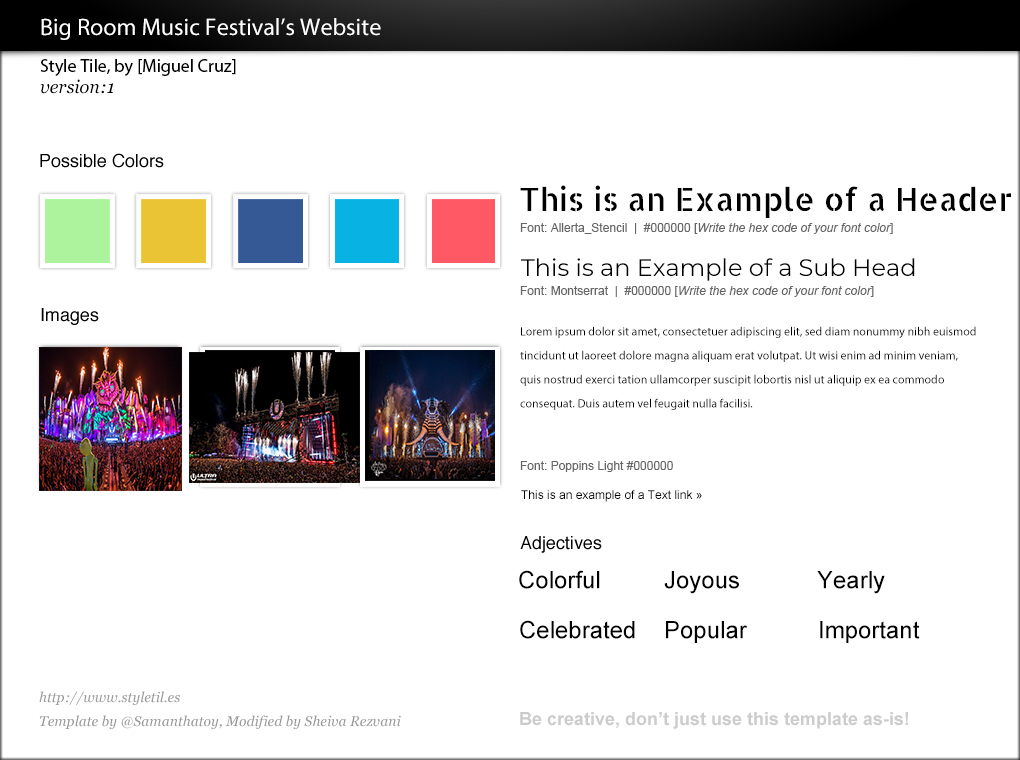 Big Room Music Festival’s Website
Style Tile, by [Miguel Cruz]
version:1
Possible Colors
Images
ULTRA
This is an Example of a Header
Font: Allerta_Stencil | #000000 [Write the hex code of your font color]
This is an Example of a Sub Head
Font: Montserrat | #000000 [Write the hex code of your font color]
Lorem ipsum dolor sit amet, consectetuer adipiscing elit, sed diam nonummy nibh euismod
tincidunt ut laoreet dolore magna aliquam erat volutpat. Ut wisi enim ad minim veniam,
quis nostrud exerci tation ullamcorper suscipit lobortis nisl ut aliquip ex ea commodo
consequat. Duis autem vel feugait nulla facilisi.
Font: Poppins Light #000000
This is an example of a Text link »
Adjectives
Colorful Joyous Yearly
Celebrated Popular Important
http://www.styletil.es
Template by @Samanthatoy, Modified by Sheiva Rezvani
Be creative, don’t just use this template as-is!